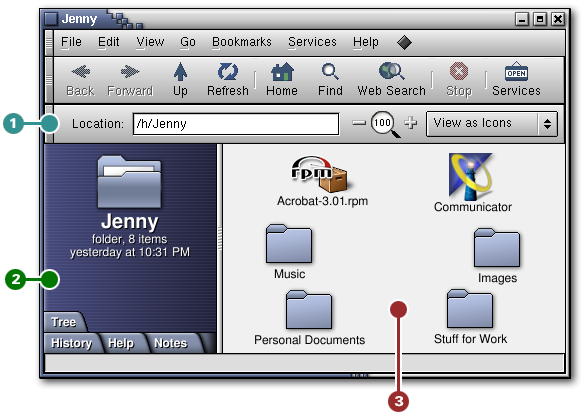 Jenny
File Edit View Go Bookmarks Services Help
OPEN
Back Forward Up Refresh Home Find Web Search Stop Services
1
Location: /h/Jenny 100 View as Icons
rpm
Jenny
folder, 8 items
yesterday at 10:31 PM
Acrobat-3.01.rpm
Communicator
Music
Images
2
Personal Documents
Stuff for Work
Tree
History Help Notes
3